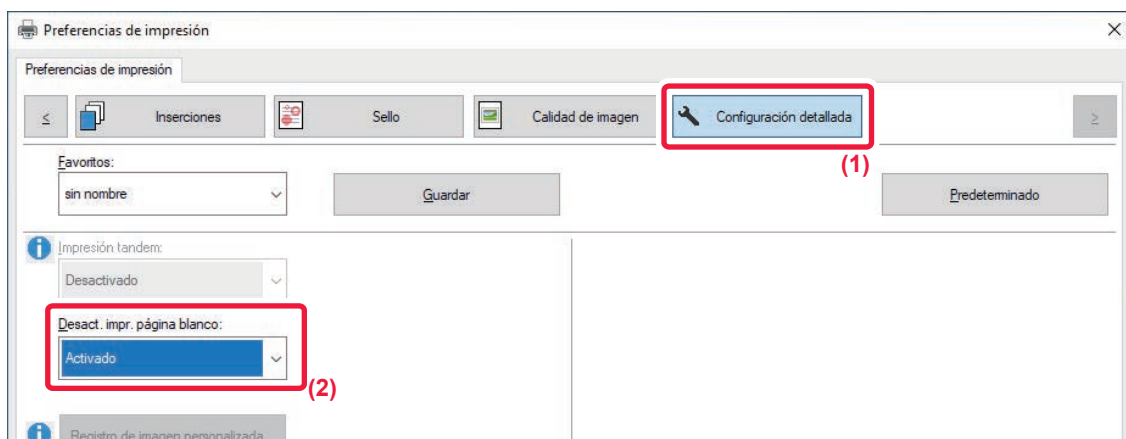 Preferencias de impresión
Preferencias de impresión
< Inserciones Sello Calidad de imagen Configuración detallada >
(1)
Favoritos:
sin nombre Guardar Predeterminado
Impresión tandem:
Desactivado
Desact. impr. página blanco:
Activado
(2)
Registro de imagen personalizada